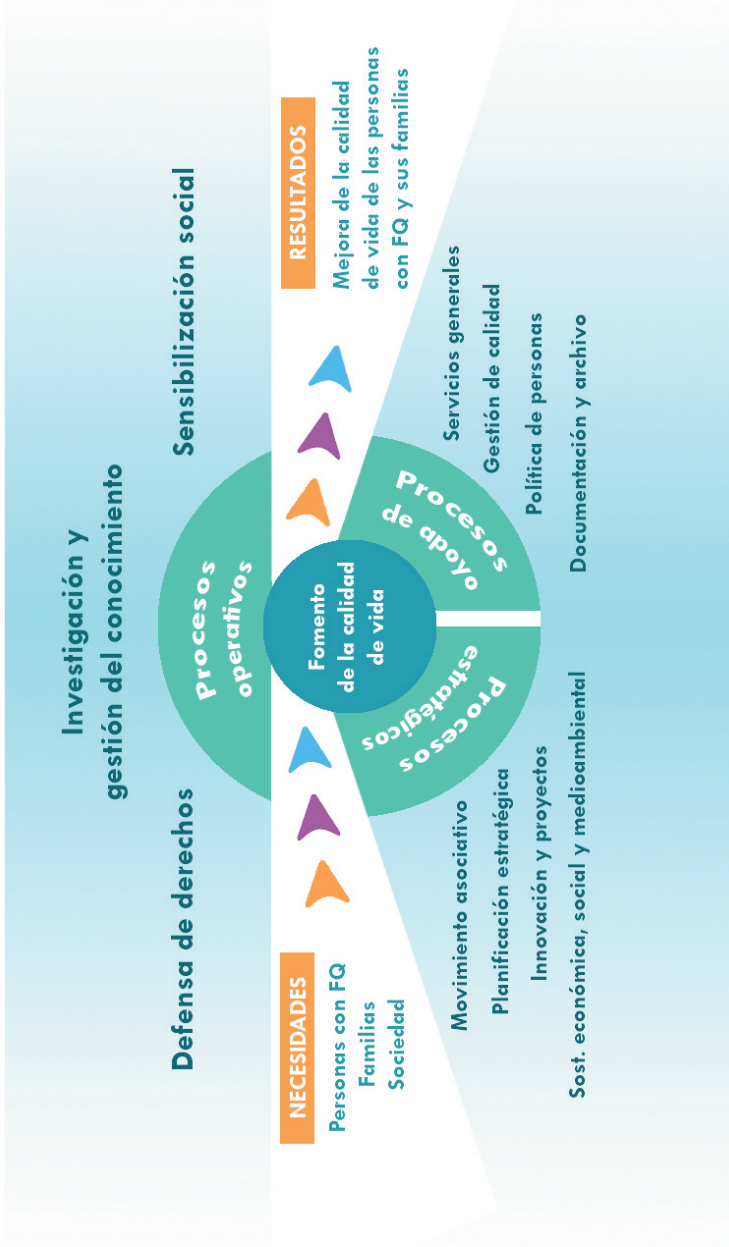 Investigación y
gestión del conocimiento
Defensa de derechos
Sensibilización social
Procesos
operativos
NECESIDADES
Personas con FQ
Familias
Sociedad
Fomento
de la calidad
de vida
RESULTADOS
Mejora de la calidad
de vida de las personas
con FQ y sus familias
Procesos
estratégicos
Movimiento asociativo
Planificación estratégica
Innovación y proyectos
Sost. económica, social y medioambiental
Procesos
de apoyo
Servicios generales
Gestión de calidad
Política de personas
Documentación y archivo